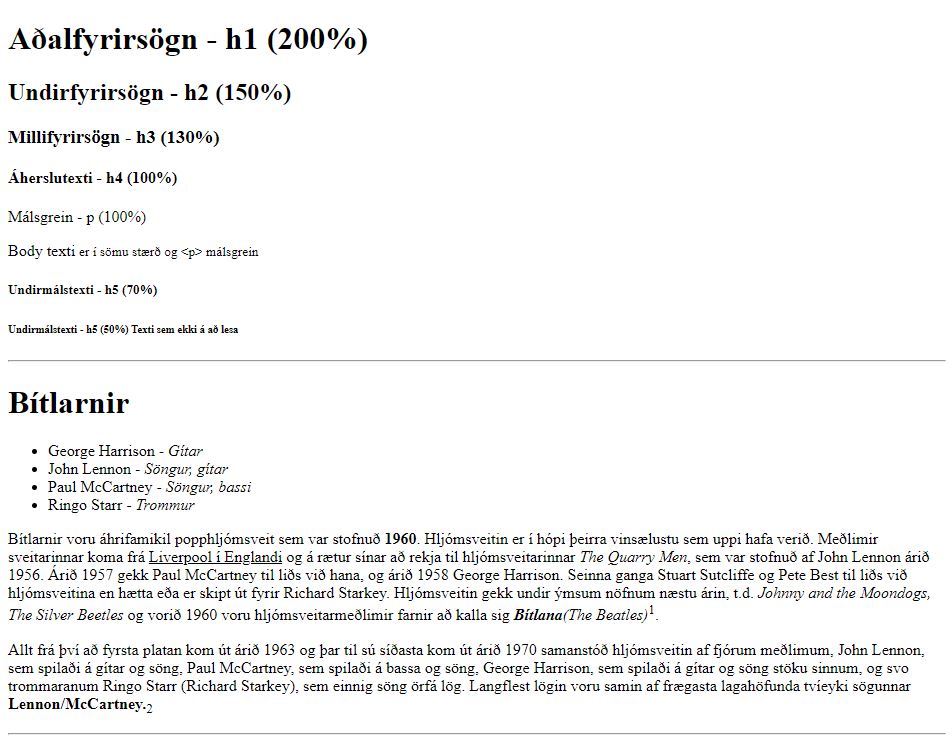 Aðalfyrirsögn - h1 (200%)
Undirfyrirsögn - h2 (150%)
Millifyrirsögn - h3 (130%)
Áherslutexti - h4 (100%)
Málsgrein - p (100%)
Body texti er í sömu stærð og <p> málsgrein
Undirmálstexti - h5 (70%)
Undirmálstexti - h5 (50%) Texti sem ekki á að lesa
Bítlarnir
• George Harrison - Gítar
• John Lennon - Söngur, gítar
• Paul McCartney - Söngur, bassi
• Ringo Starr - Trommur
Bítlarnir voru áhrifamikil popphljómsveit sem var stofnuð 1960. Hljómsveitin er í hópi þeirra vinsælustu sem uppi hafa verið. Meðlimir
sveitarinnar koma frá Liverpool í Englandi og á rætur sínar að rekja til hljómsveitarinnar The Quarry Men, sem var stofnuð af John Lennon árið
1956. Árið 1957 gekk Paul McCartney til liðs við hana, og árið 1958 George Harrison. Seinna ganga Stuart Sutcliffe og Pete Best til liðs við
hljómsveitina en hætta eða er skipt út fyrir Richard Starkey. Hljómsveitin gekk undir ýmsum nöfnum næstu árin, t.d. Johnny and the Moondogs,
The Silver Beetles og vorið 1960 voru hljómsveitarmeðlimir farnir að kalla sig Bítlana(The Beatles)1.
Allt frá því að fyrsta platan kom út árið 1963 og þar til sú síðasta kom út árið 1970 samanstóð hljómsveitin af fjórum meðlimum, John Lennon,
sem spilaði á gítar og söng, Paul McCartney, sem spilaði á bassa og söng, George Harrison, sem spilaði á gítar og söng stöku sinnum, og svo
trommaranum Ringo Starr (Richard Starkey), sem einnig söng örfá lög. Langflest lögin voru samin af frægasta lagahöfunda tvíeyki sögunnar
Lennon/McCartney.2